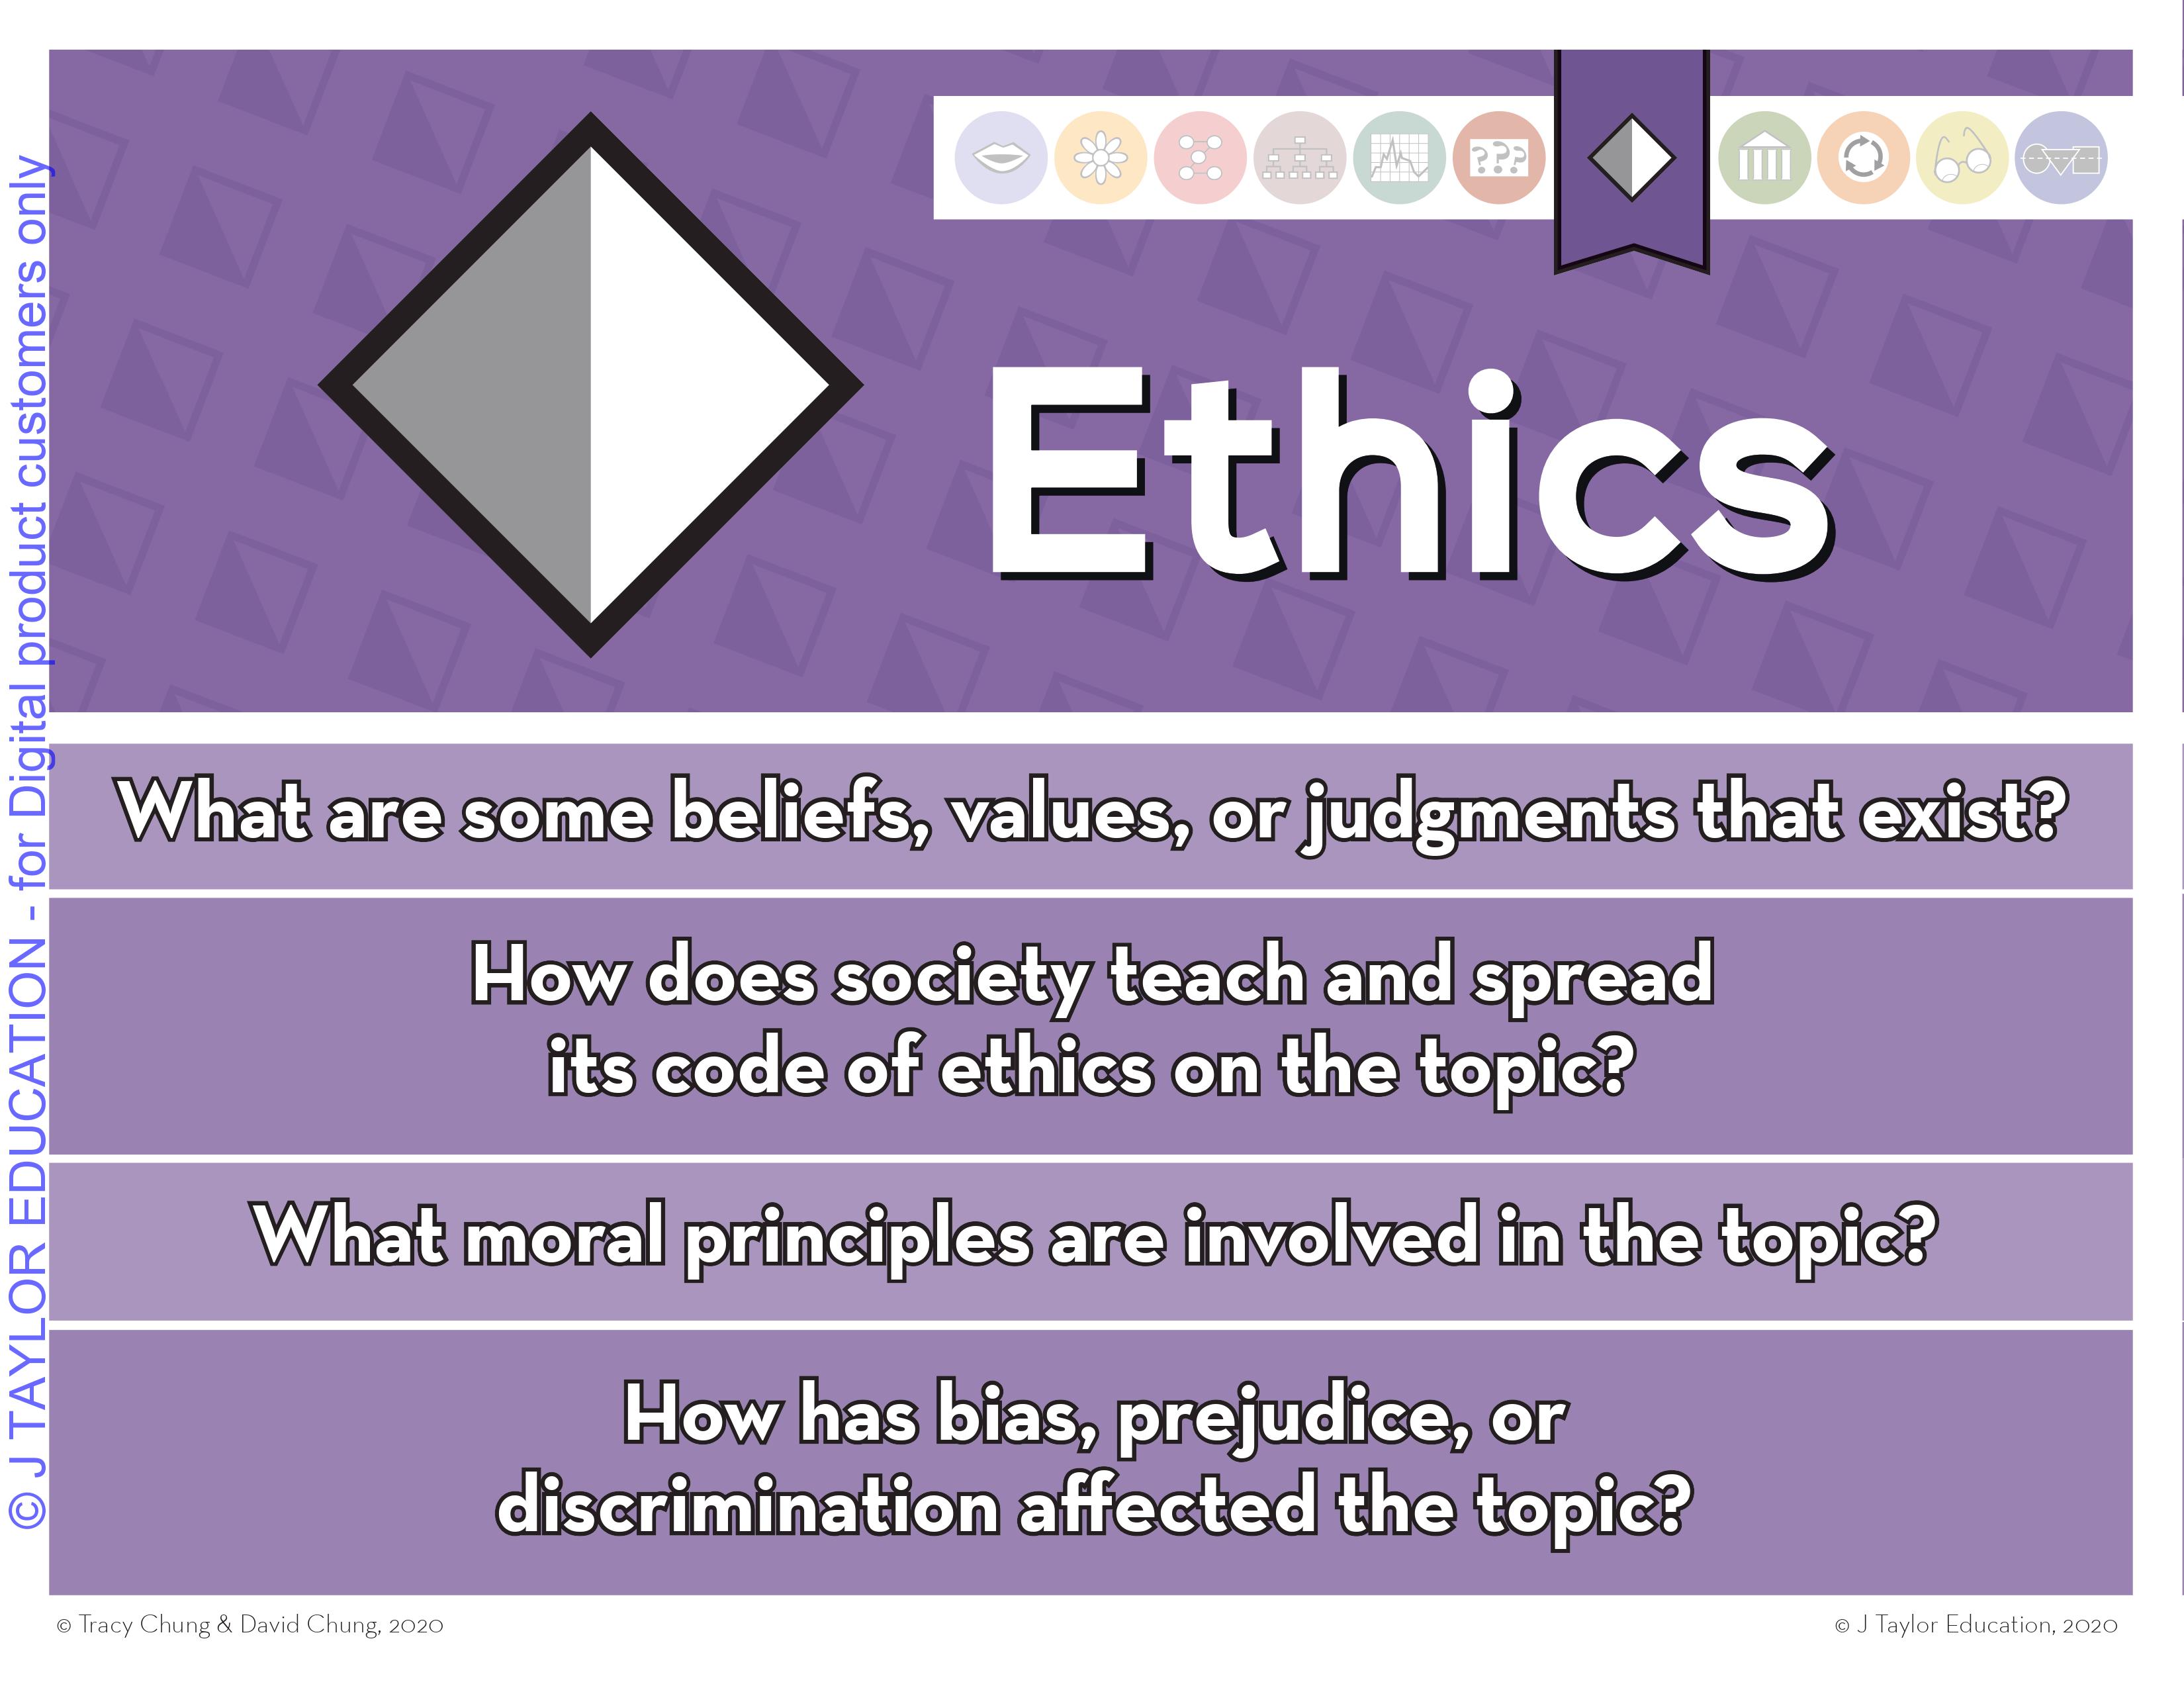 Ethics
What are some beliefs, values, or judgments that exist?
How does society teach and spread
its code of ethics on the topic?
What moral principles are involved in the topic?
How has bias, prejudice, or
discrimination affected the topic?
© Tracy Chung & David Chung, 2020
© J Taylor Education, 2020
© J TAYLOR EDUCATION - for Digital product customers only
???